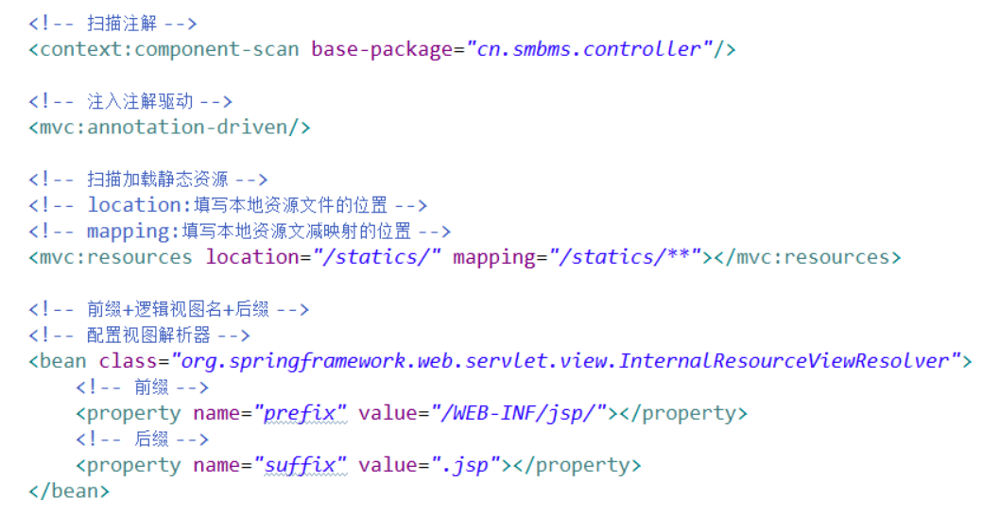 <!-- 扫描注解 -->
<context:component-scan base-package="cn.smbms.controller"/>
<!-- 注入注解驱动 -->
<mvc:annotation-driven/>
<!-- 扫描加载静态资源 -->
<!-- location:填写本地资源文件的位置 -->
<!-- mapping:填写本地资源文减映射的位置 -->
<mvc:resources location="/statics/" mapping="/statics/**"></mvc:resources>
<!-- 前缀+逻辑视图名+后缀 -->
<!-- 配置视图解析器 -->
<bean class="org.springframework.web.servlet.view.InternalResourceViewResolver">
<!-- 前缀 -->
<property name="prefix" value="/WEB-INF/jsp/"></property>
<!-- 后缀 -->
<property name="suffix" value=".jsp"></property>
</bean>